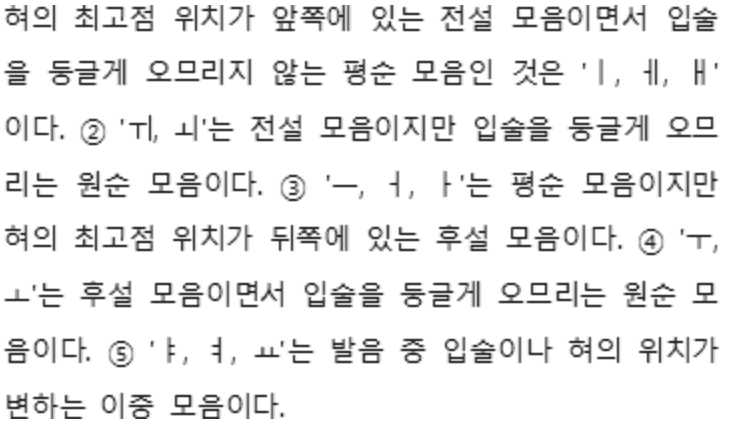 혀의 최고점 위치가 앞쪽에 있는 전설 모음이면서 입술
을 둥글게 오므리지 않는 평순 모음인 것은 'ㅣ, ㅔ, ㅐ'
이다. ② 'ㅟ, ㅚ'는 전설 모음이지만 입술을 둥글게 오므
리는 원순 모음이다. ③ 'ㅡ, ㅓ, ㅏ'는 평순 모음이지만
혀의 최고점 위치가 뒤쪽에 있는 후설 모음이다. ④ 'ㅜ,
ㅗ'는 후설 모음이면서 입술을 둥글게 오므리는 원순 모
음이다. ⑤ 'ㅑ, ㅕ, ㅛ'는 발음 중 입술이나 혀의 위치가
변하는 이중 모음이다.